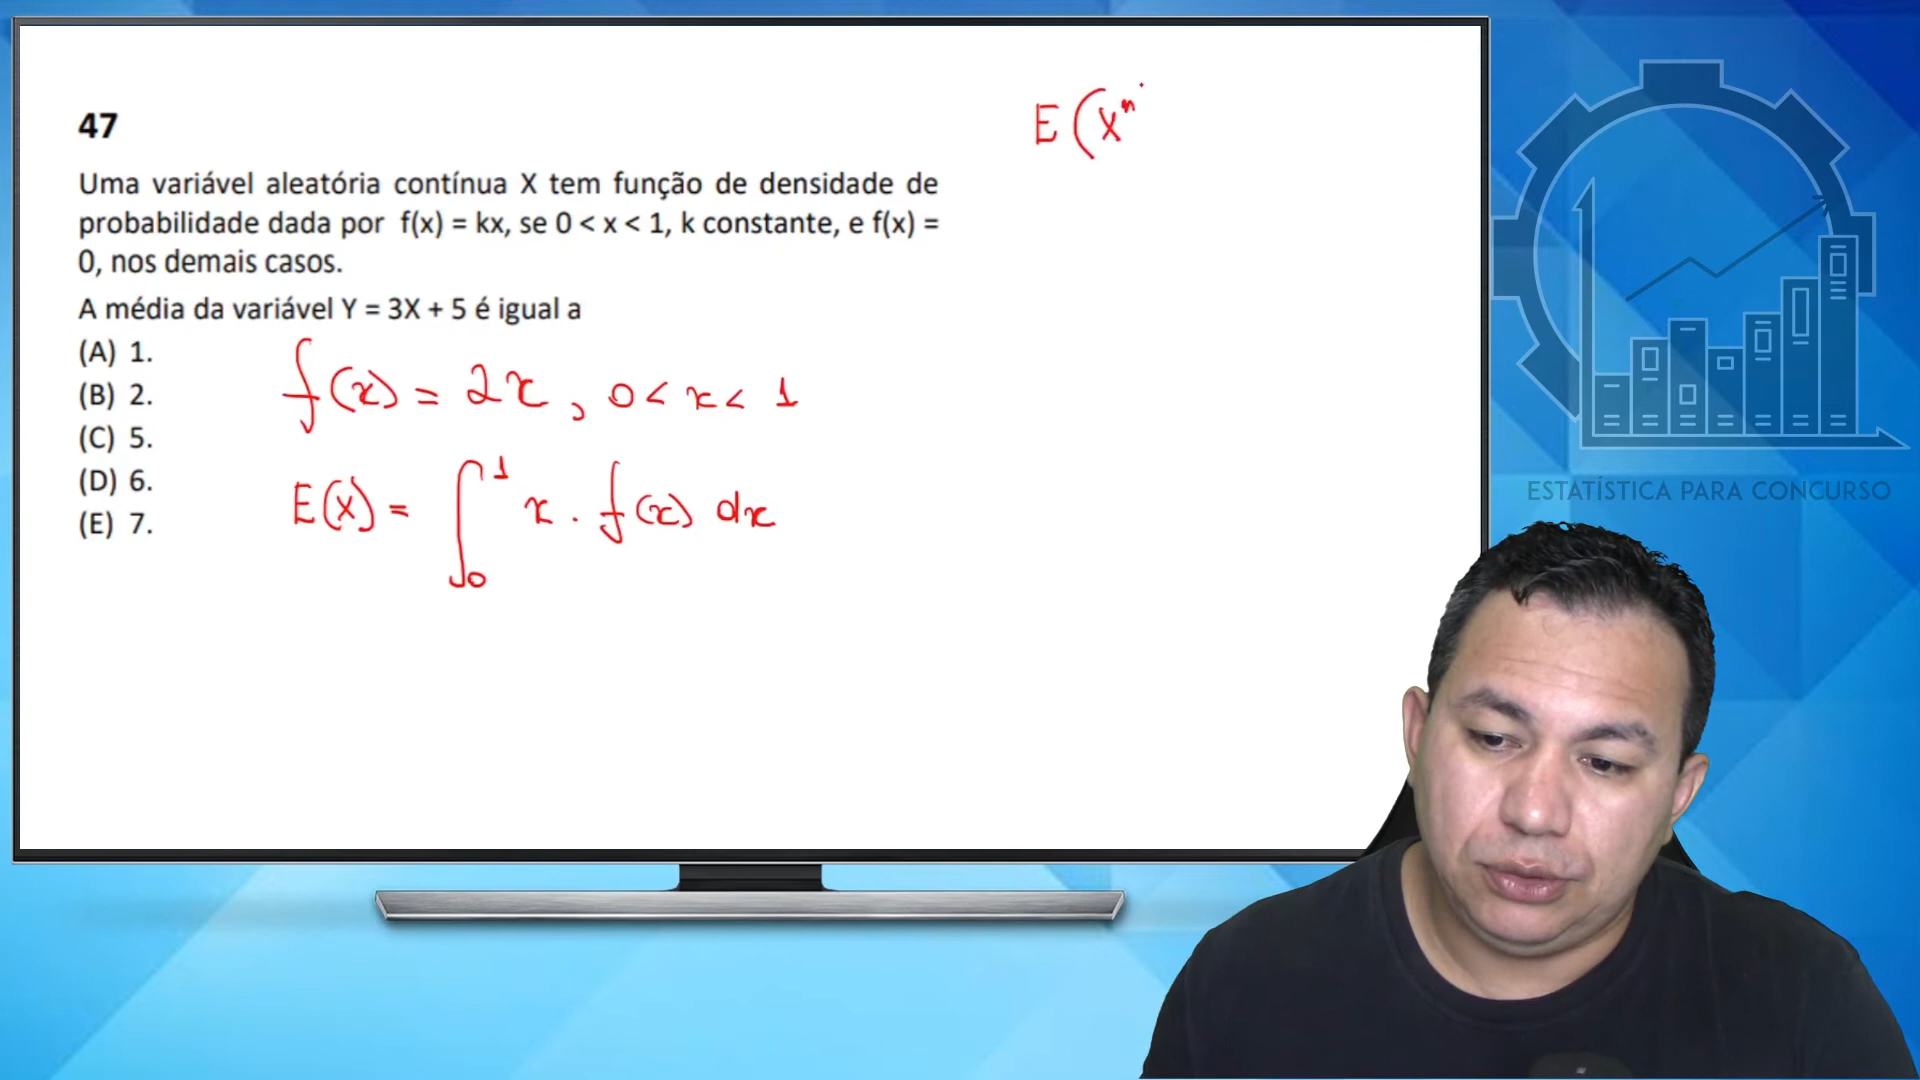 47
E(X^n
Uma variável aleatória contínua X tem função de densidade de
probabilidade dada por f(x) = kx, se 0 < x < 1, k constante, e f(x) =
0, nos demais casos.
A média da variável Y = 3X + 5 é igual a
(A) 1.
(B) 2.
(C) 5.
(D) 6.
(E) 7.
f(x) = 2x, 0 < x < 1
E(X) = ∫_0^1 x . f(x) dx
ESTATÍSTICA PARA CONCURSO